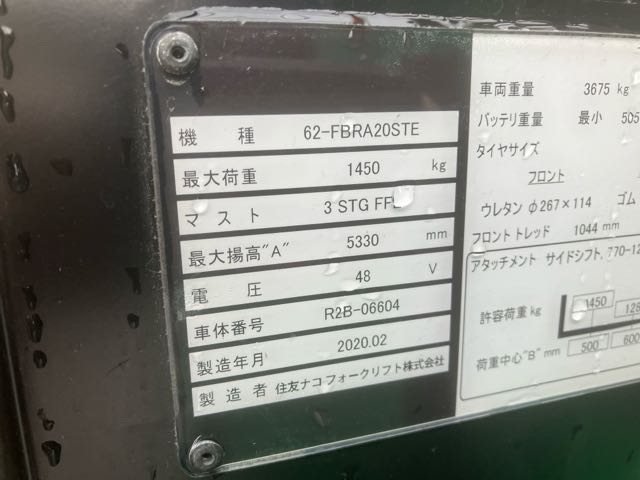 機種 62-FBRA20STE
最大荷重 1450 kg
マスト 3 STG
最大揚高"A" 5330 mm
電圧 48 V
車体番号 R2B-06604
製造年月 2020.02
製造者 住友ナコフォークリフト株式会社
車両重量 3675 kg
バッテリ重量 最小
タイヤサイズ
フロント
ウレタン φ267×114 ゴム
フロントトレッド 1044 mm
アタッチメント サイドシフト,
許容荷重 kg 1450
荷重中心"B" mm 500 600